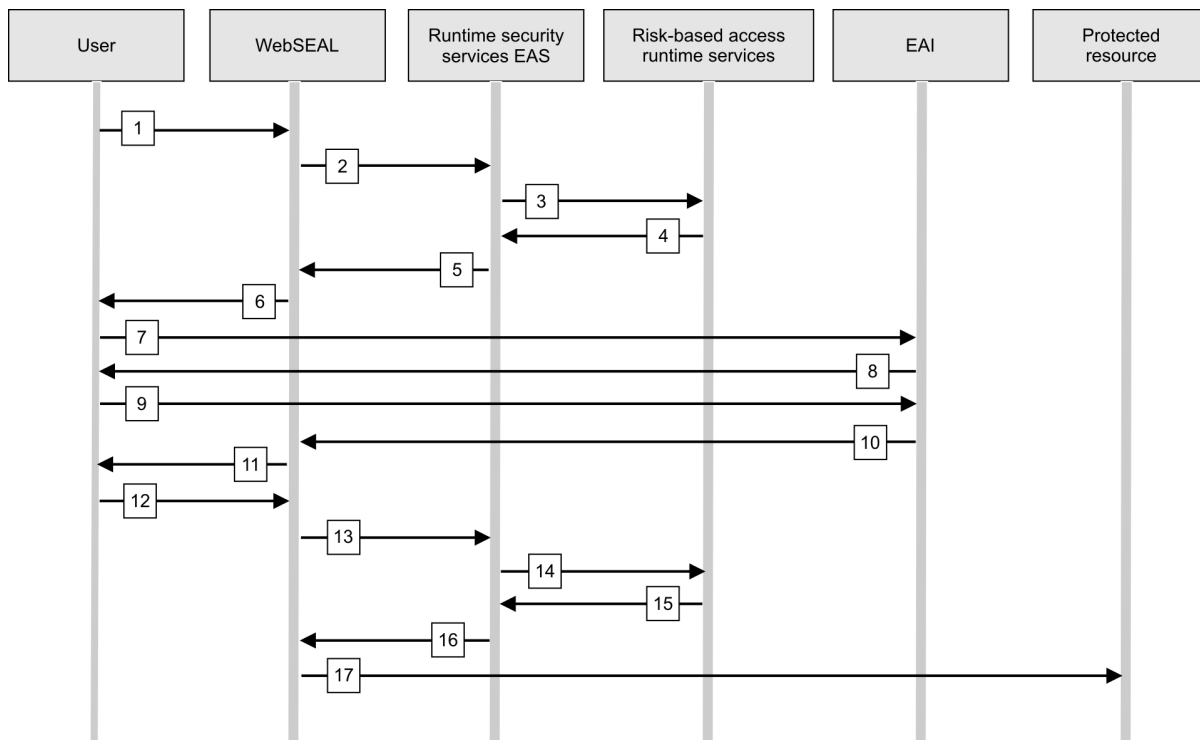 User
WebSEAL
Runtime security
services EAS
Risk-based access
runtime services
EAI
Protected
resource
1
2
3
4
5
6
7
8
9
10
11
12
13
14
15
16
17